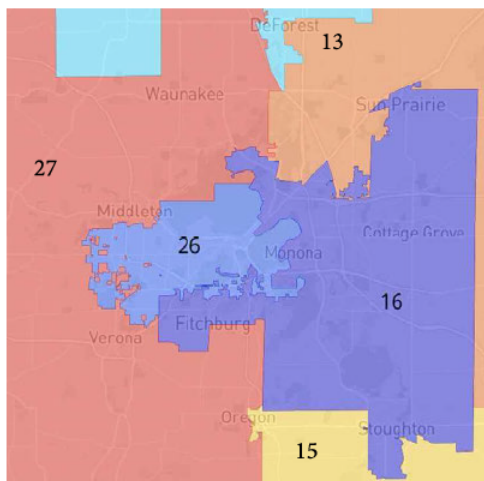 DeForest
13
Waunakee
Sun Prairie
27
Middleton
26
Monona
Cottage Grove
16
Fitchburg
Verona
Oregon
Stoughton
15